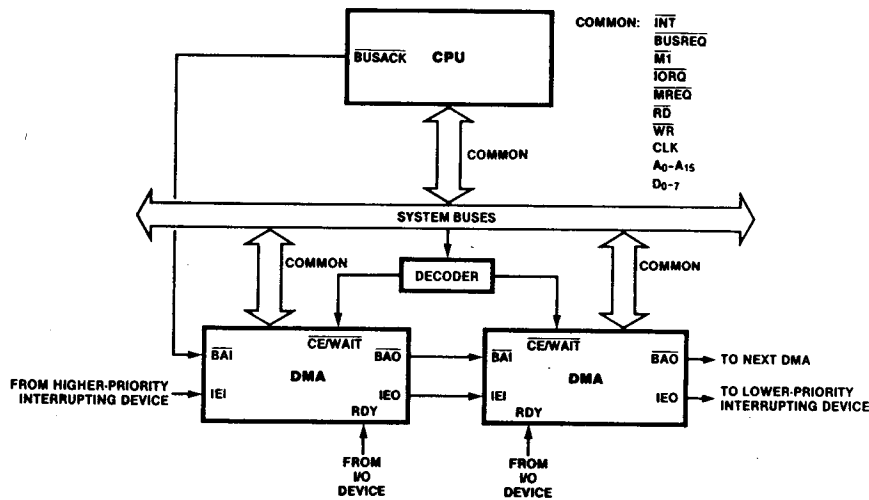 COMMON: INT
BUSREQ
M1
IORQ
MREQ
RD
WR
CLK
A0-A15
D0-7
BUSACK CPU
COMMON
SYSTEM BUSES
COMMON
DECODER
COMMON
CE/WAIT
BAI
BAO
DMA
IEI
IEO
RDY
CE/WAIT
BAI
BAO
DMA
IEI
IEO
RDY
TO NEXT DMA
FROM HIGHER-PRIORITY
INTERRUPTING DEVICE
TO LOWER-PRIORITY
INTERRUPTING DEVICE
FROM
I/O
DEVICE
FROM
I/O
DEVICE